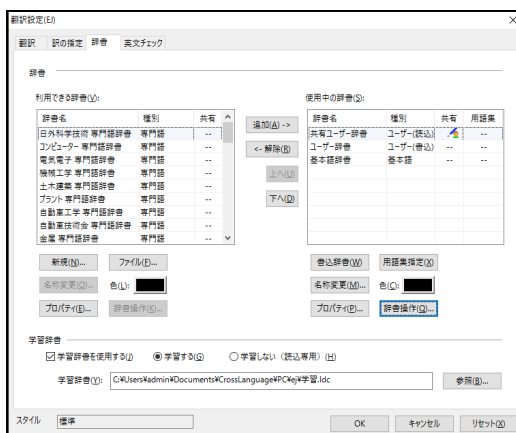 翻訳設定(EJ)
翻訳 訳の指定 辞書 英文チェック
辞書
利用できる辞書(V): 使用中の辞書(S):
辞書名 種別 共有 辞書名 種別 共有 用語集
日外科学技術 専門語辞書 専門語 -- 共有ユーザー辞書 ユーザー(読込) --
コンピューター 専門語辞書 専門語 -- ユーザー辞書 ユーザー(書込) -- --
電気電子 専門語辞書 専門語 -- 基本語辞書 基本語 -- --
機械工学 専門語辞書 専門語 --
土木建築 専門語辞書 専門語 --
プラント 専門語辞書 専門語 --
自動車工学 専門語辞書 専門語 --
自動車技術会 専門語辞書 専門語 --
金属 専門語辞書 専門語 --
追加(A) ->
<- 解除(R)
上へ(U)
下へ(D)
新規(N)... ファイル(F)... 書込辞書(W) 用語集指定(X)
名称変更(O)... 色(L): 名称変更(M)... 色(C):
プロパティ(E)... 辞書操作(K)... プロパティ(P)... 辞書操作(Q)...
学習辞書
学習辞書を使用する(J) 学習する(G) 学習しない（読込専用）(H)
学習辞書(Y): C:¥Users¥admin¥Documents¥CrossLanguage¥PC¥ej¥学習.ldc 参照(B)...
スタイル 標準 OK キャンセル リセット(X)